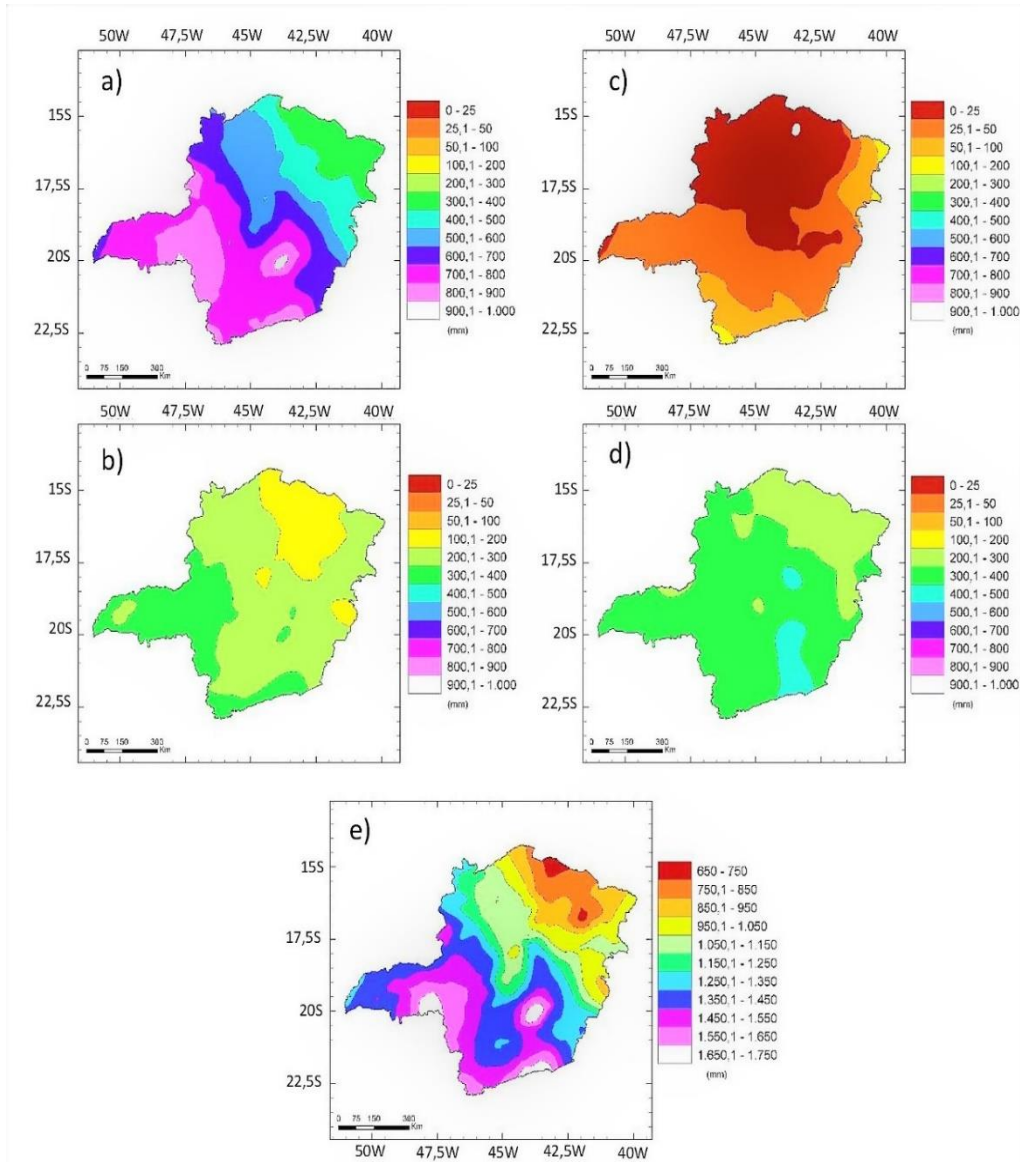 50W 47,5W 45W 42,5W 40W
a)
15S
17,5S
20S
22,5S
0 75 150 300
Km
0 - 25
25,1 - 50
50,1 - 100
100,1 - 200
200,1 - 300
300,1 - 400
400,1 - 500
500,1 - 600
600,1 - 700
700,1 - 800
800,1 - 900
900,1 - 1.000
(mm)
50W 47,5W 45W 42,5W 40W
c)
15S
17,5S
20S
22,5S
0 75 150 300
Km
0 - 25
25,1 - 50
50,1 - 100
100,1 - 200
200,1 - 300
300,1 - 400
400,1 - 500
500,1 - 600
600,1 - 700
700,1 - 800
800,1 - 900
900,1 - 1.000
(mm)
50W 47,5W 45W 42,5W 40W
b)
15S
17,5S
20S
22,5S
0 75 150 300
Km
0 - 25
25,1 - 50
50,1 - 100
100,1 - 200
200,1 - 300
300,1 - 400
400,1 - 500
500,1 - 600
600,1 - 700
700,1 - 800
800,1 - 900
900,1 - 1.000
(mm)
50W 47,5W 45W 42,5W 40W
d)
15S
17,5S
20S
22,5S
0 75 150 300
Km
0 - 25
25,1 - 50
50,1 - 100
100,1 - 200
200,1 - 300
300,1 - 400
400,1 - 500
500,1 - 600
600,1 - 700
700,1 - 800
800,1 - 900
900,1 - 1.000
(mm)
e)
15S
17,5S
20S
22,5S
0 75 150 300
Km
50W 47,5W 45W 42,5W 40W
650 - 750
750,1 - 850
850,1 - 950
950,1 - 1.050
1.050,1 - 1.150
1.150,1 - 1.250
1.250,1 - 1.350
1.350,1 - 1.450
1.450,1 - 1.550
1.550,1 - 1.650
1.650,1 - 1.750
(mm)